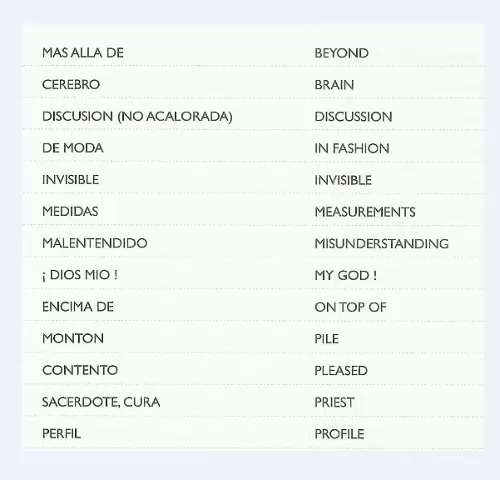 MAS ALLA DE BEYOND
CEREBRO BRAIN
DISCUSION (NO ACALORADA) DISCUSSION
DE MODA IN FASHION
INVISIBLE INVISIBLE
MEDIDAS MEASUREMENTS
MALENTENDIDO MISUNDERSTANDING
¡ DIOS MIO ! MY GOD !
ENCIMA DE ON TOP OF
MONTON PILE
CONTENTO PLEASED
SACERDOTE, CURA PRIEST
PERFIL PROFILE